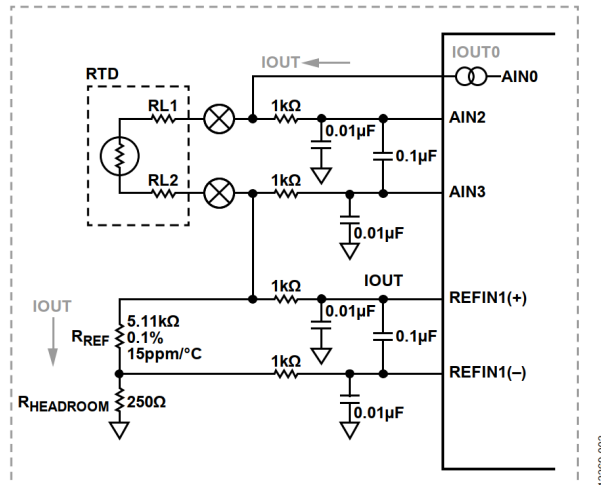 IOUT
IOUT0
AIN0
RTD
RL1
1kΩ
AIN2
0.01µF
0.1µF
RL2
1kΩ
AIN3
0.01µF
IOUT
1kΩ
IOUT
REFIN1(+)
0.01µF
0.1µF
RREF
5.11kΩ
0.1%
15ppm/°C
1kΩ
REFIN1(–)
RHEADROOM
250Ω
0.01µF